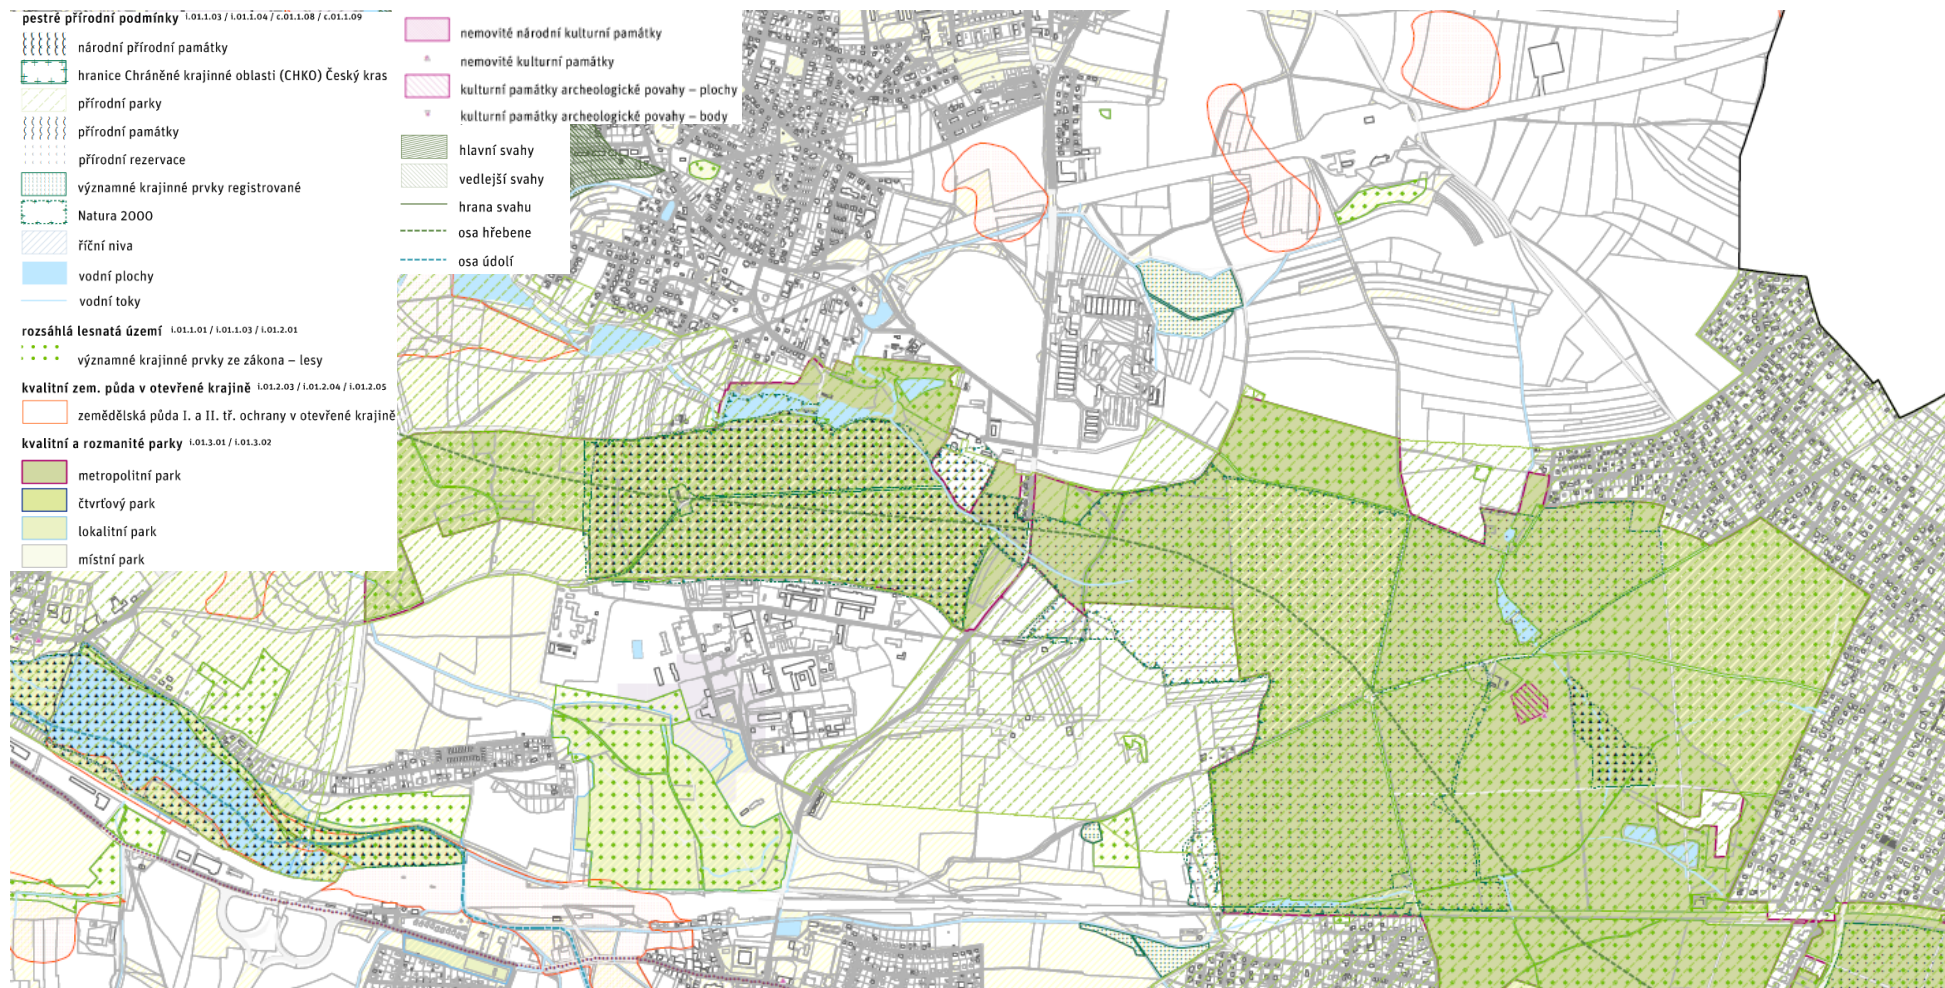 pestré přírodní podmínky i.01.1.03 / i.01.1.04 / c.01.1.08 / c.01.1.09
národní přírodní památky
hranice Chráněné krajinné oblasti (CHKO) Český kras
přírodní parky
přírodní památky
přírodní rezervace
významné krajinné prvky registrované
Natura 2000
říční niva
vodní plochy
vodní toky
rozsáhlá lesnatá území i.01.1.01 / i.01.1.03 / i.01.2.01
významné krajinné prvky ze zákona – lesy
kvalitní zem. půda v otevřené krajině i.01.2.03 / i.01.2.04 / i.01.2.05
zemědělská půda I. a II. tř. ochrany v otevřené krajině
kvalitní a rozmanité parky i.01.3.01 / i.01.3.02
metropolitní park
čtvrťový park
lokalitní park
místní park
nemovité národní kulturní památky
nemovité kulturní památky
kulturní památky archeologické povahy – plochy
kulturní památky archeologické povahy – body
hlavní svahy
vedlejší svahy
hrana svahu
osa hřebene
osa údolí